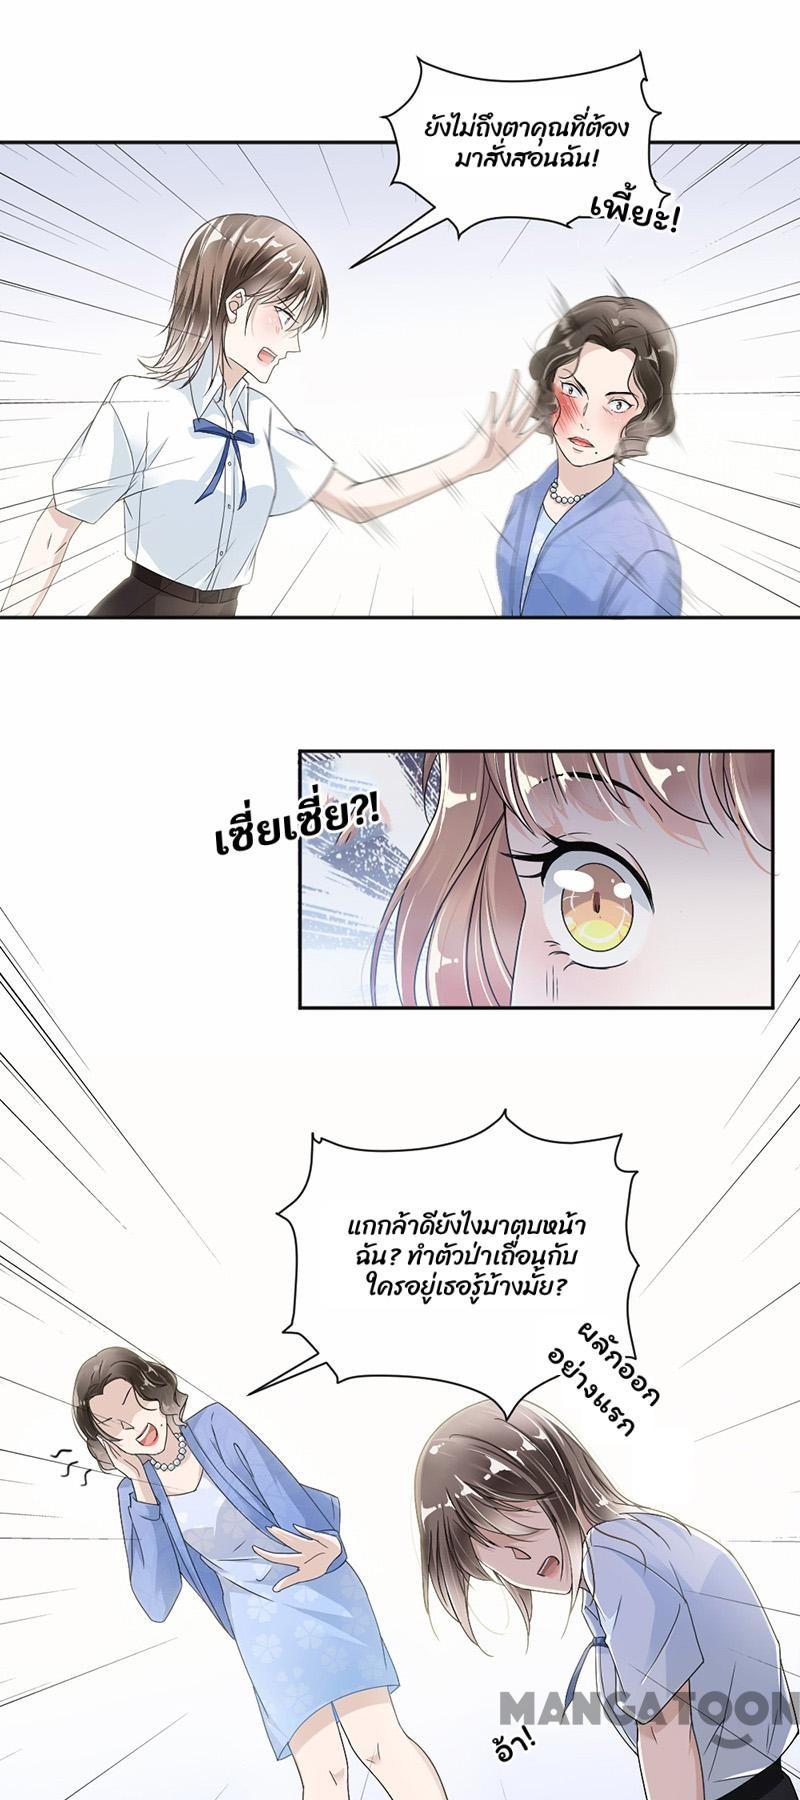 ยังไม่ถึงตาคุณที่ต้อง
มาสั่งสอนฉัน!
เพี้ยะ!
เซี่ยเซี่ย?!
แกกล้าดียังไงมาตบหน้า
ฉัน? ทำตัวป่าเถื่อนกับ
ใครอยู่เธอรู้บ้างมั้ย?
ผลักออก
อย่างแรก
อ้า!
MANGATOON